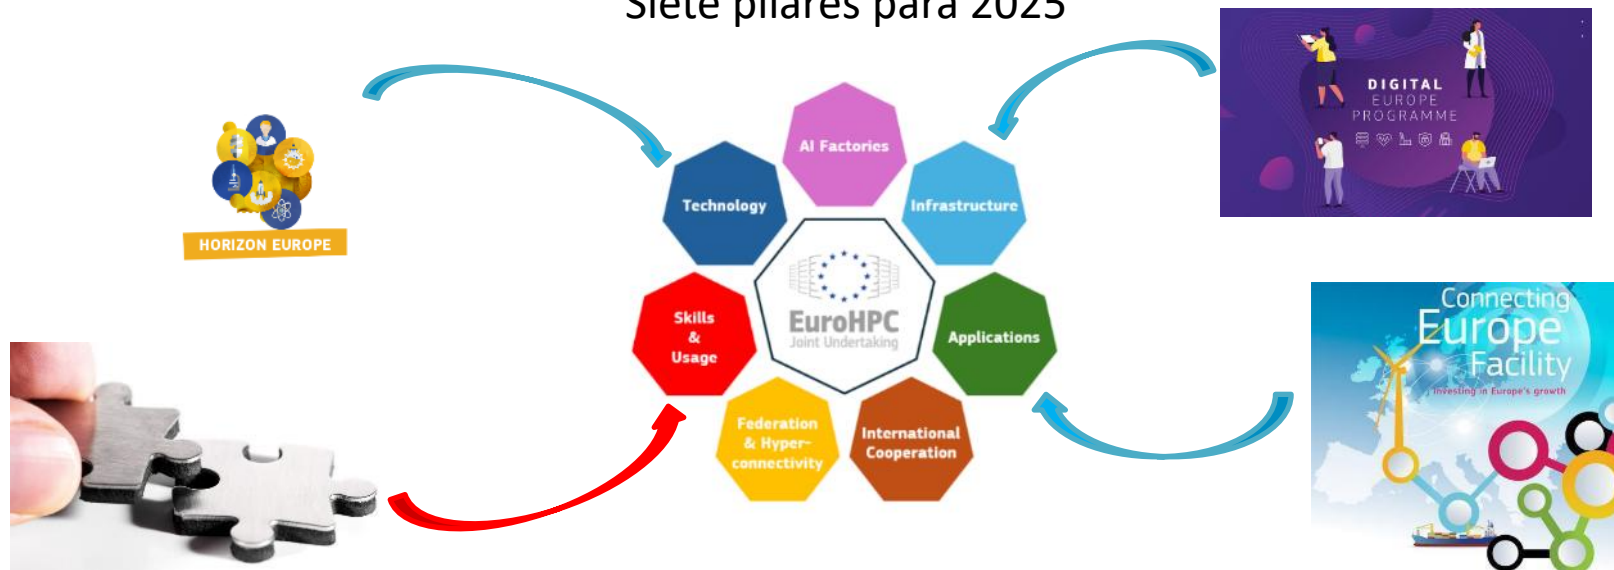 Siete pilares para 2025
DIGITAL
EUROPE
PROGRAMME
HORIZON EUROPE
AI Factories
Technology
Infrastructure
EuroHPC
Joint Undertaking
Skills
&
Usage
Applications
Federation
& Hyper-
connectivity
International
Cooperation
Connecting
Europe
Facility
Investing in Europe's growth